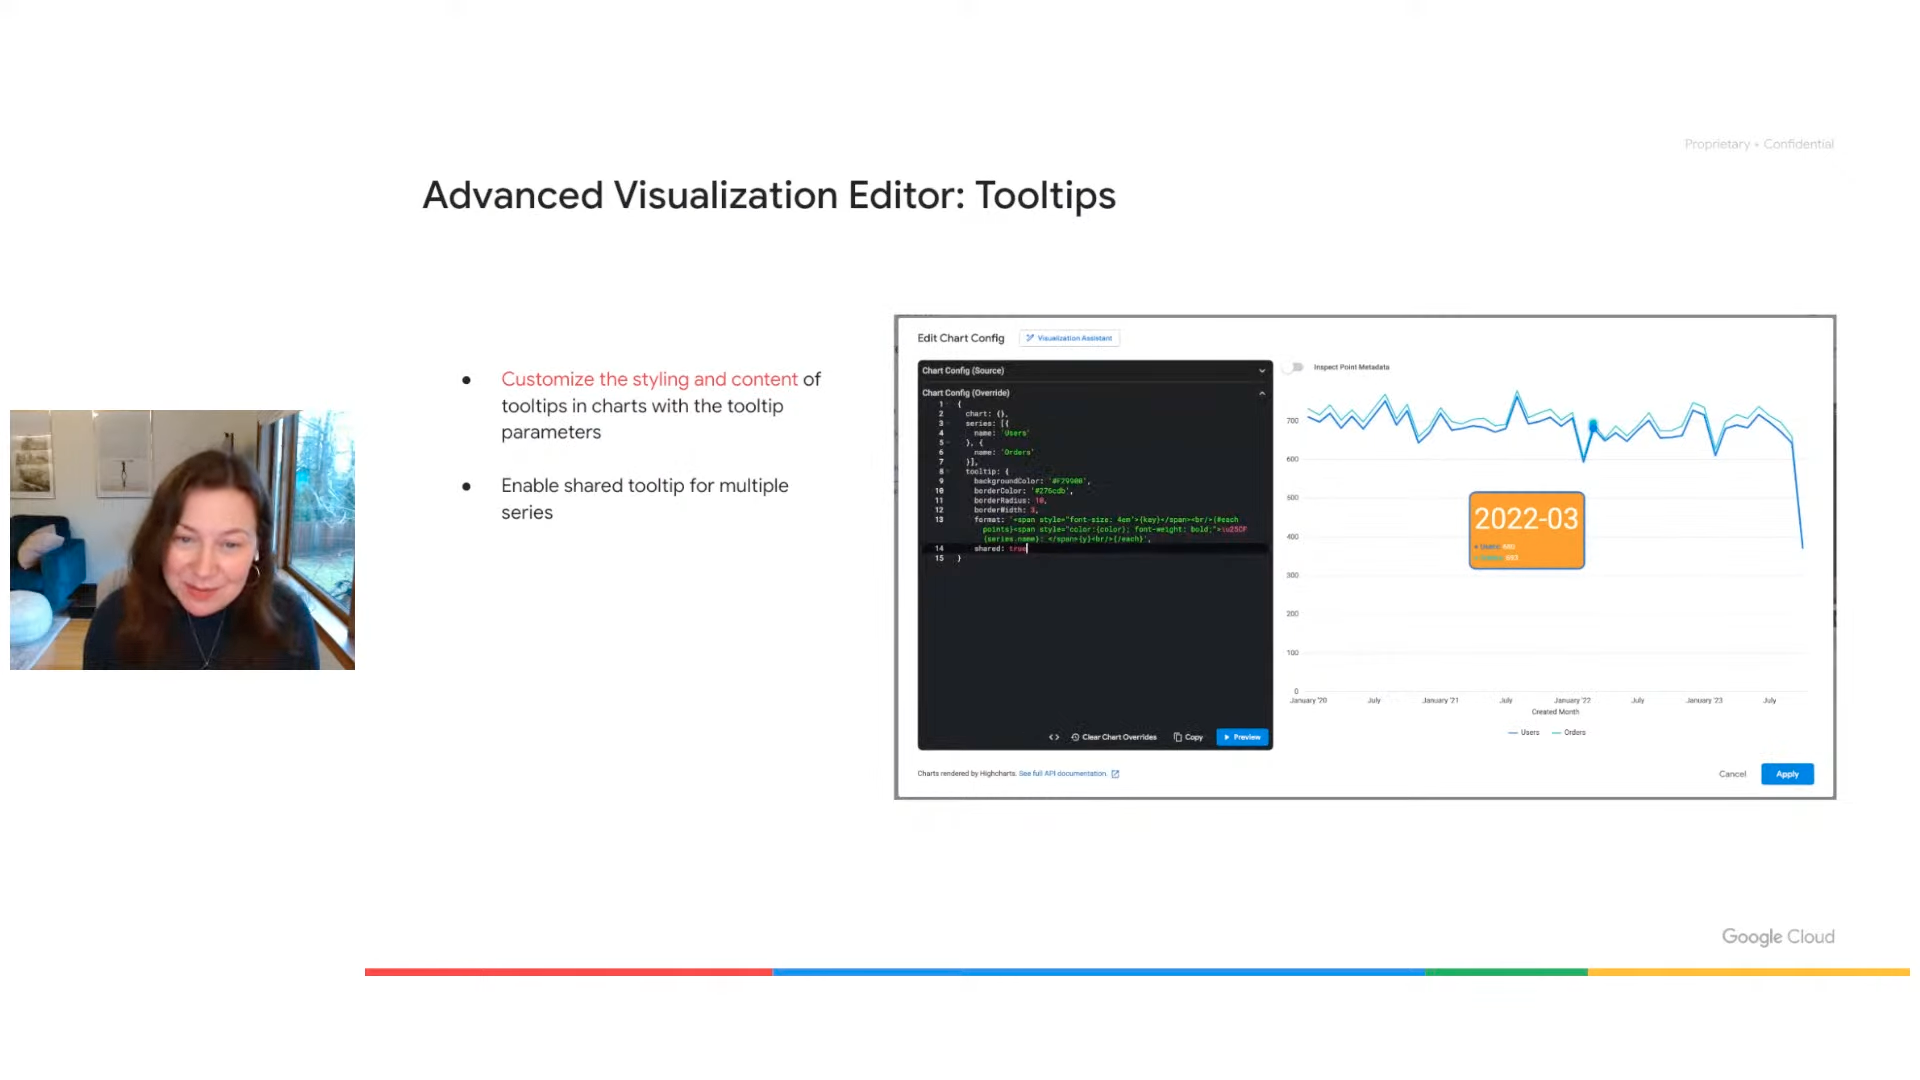 Proprietary + Confidential
Advanced Visualization Editor: Tooltips
Customize the styling and content of
tooltips in charts with the tooltip
parameters
Enable shared tooltip for multiple
series
Edit Chart Config
Visualization Assistant
Chart Config (Source)
Chart Config (Override)
1 {
2 chart: {},
3 series: [{
4 name: 'Users'
5 }, {
6 name: 'Orders'
7 }],
8 tooltip: {
9 backgroundColor: '#F29900',
10 borderColor: '#276cdb',
11 borderRadius: 10,
12 borderWidth: 3,
13 format: '<span style="font-size: 4em">{key}</span><br/>{#each
points}<span style="color:{color}; font-weight: bold;">\u25CF
{series.name}: </span>{y}<br/>{/each}',
14 shared: true
15 }
<> Clear Chart Overrides Copy Preview
Charts rendered by Highcharts. See full API documentation.
Inspect Point Metadata
700
600
500
400
300
200
100
0
2022-03
Users:
January '20 July January '21 July January '22 July January '23 July
Created Month
Users Orders
Cancel Apply
Google Cloud